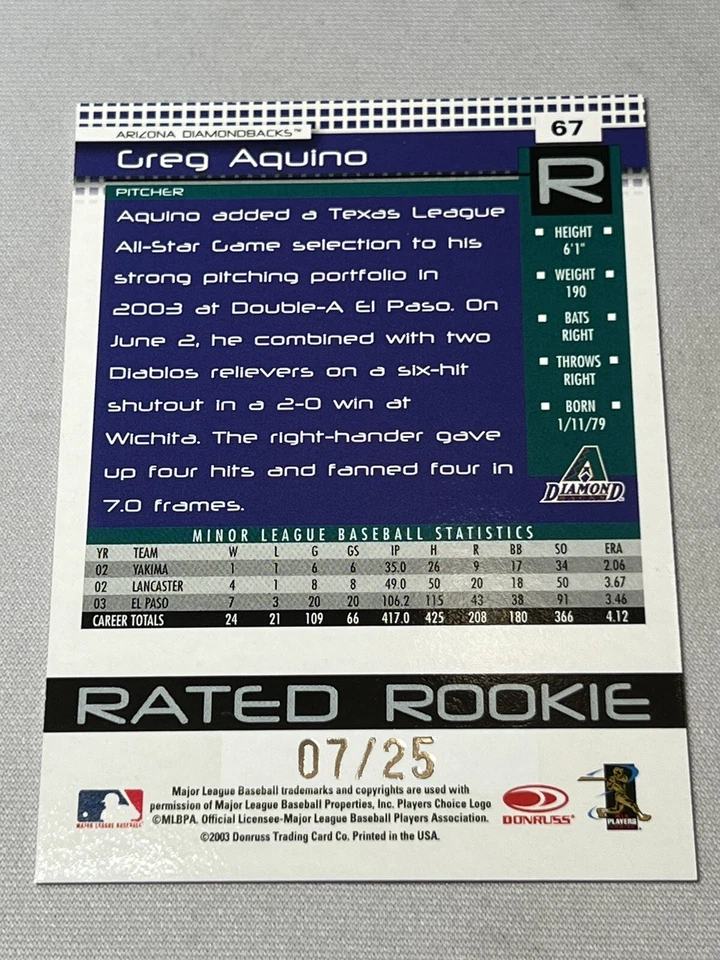 ARIZONA DIAMONDBACKS™
67
Greg Aquino
R
PITCHER
Aquino added a Texas League
All-Star Game selection to his
strong pitching portfolio in
2003 at Double-A El Paso. On
June 2, he combined with two
Diablos relievers on a six-hit
shutout in a 2-0 win at
Wichita. The right-hander gave
up four hits and fanned four in
7.0 frames.
HEIGHT
6'1"
WEIGHT
190
BATS
RIGHT
THROWS
RIGHT
BORN
1/11/79
DIAMOND
BACKS
MINOR LEAGUE BASEBALL STATISTICS
YR TEAM W L G GS IP H R BB SO ERA
02 YAKIMA 1 1 6 6 35.0 26 9 17 34 2.06
02 LANCASTER 4 1 8 8 49.0 50 20 18 50 3.67
03 EL PASO 7 3 20 20 106.2 115 43 38 91 3.46
CAREER TOTALS 24 21 109 66 417.0 425 208 180 366 4.12
RATED ROOKIE
07/25
Major League Baseball trademarks and copyrights are used with
permission of Major League Baseball Properties, Inc. Players Choice Logo
©MLBPA. Official Licensee-Major League Baseball Players Association.
©2003 Donruss Trading Card Co. Printed in the USA.
MAJOR LEAGUE BASEBALL
DONRUSS
PLAYERS